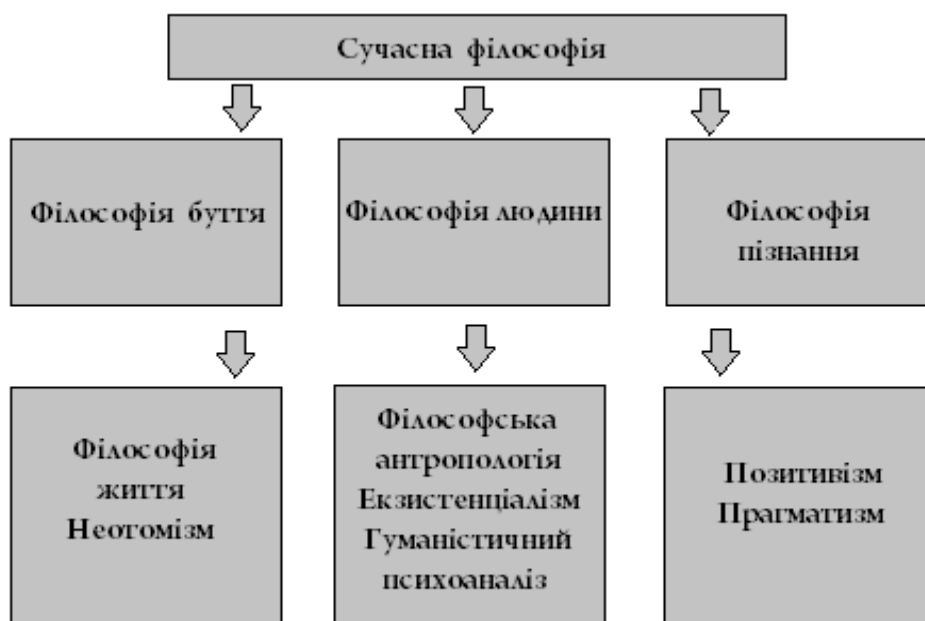 Сучасна філософія
Філософія буття
Філософія людини
Філософія
пізнання
Філософія
життя
Неотомізм
Філософська
антропологія
Екзистенціалізм
Гуманістичний
психоаналіз
Позитивізм
Прагматизм